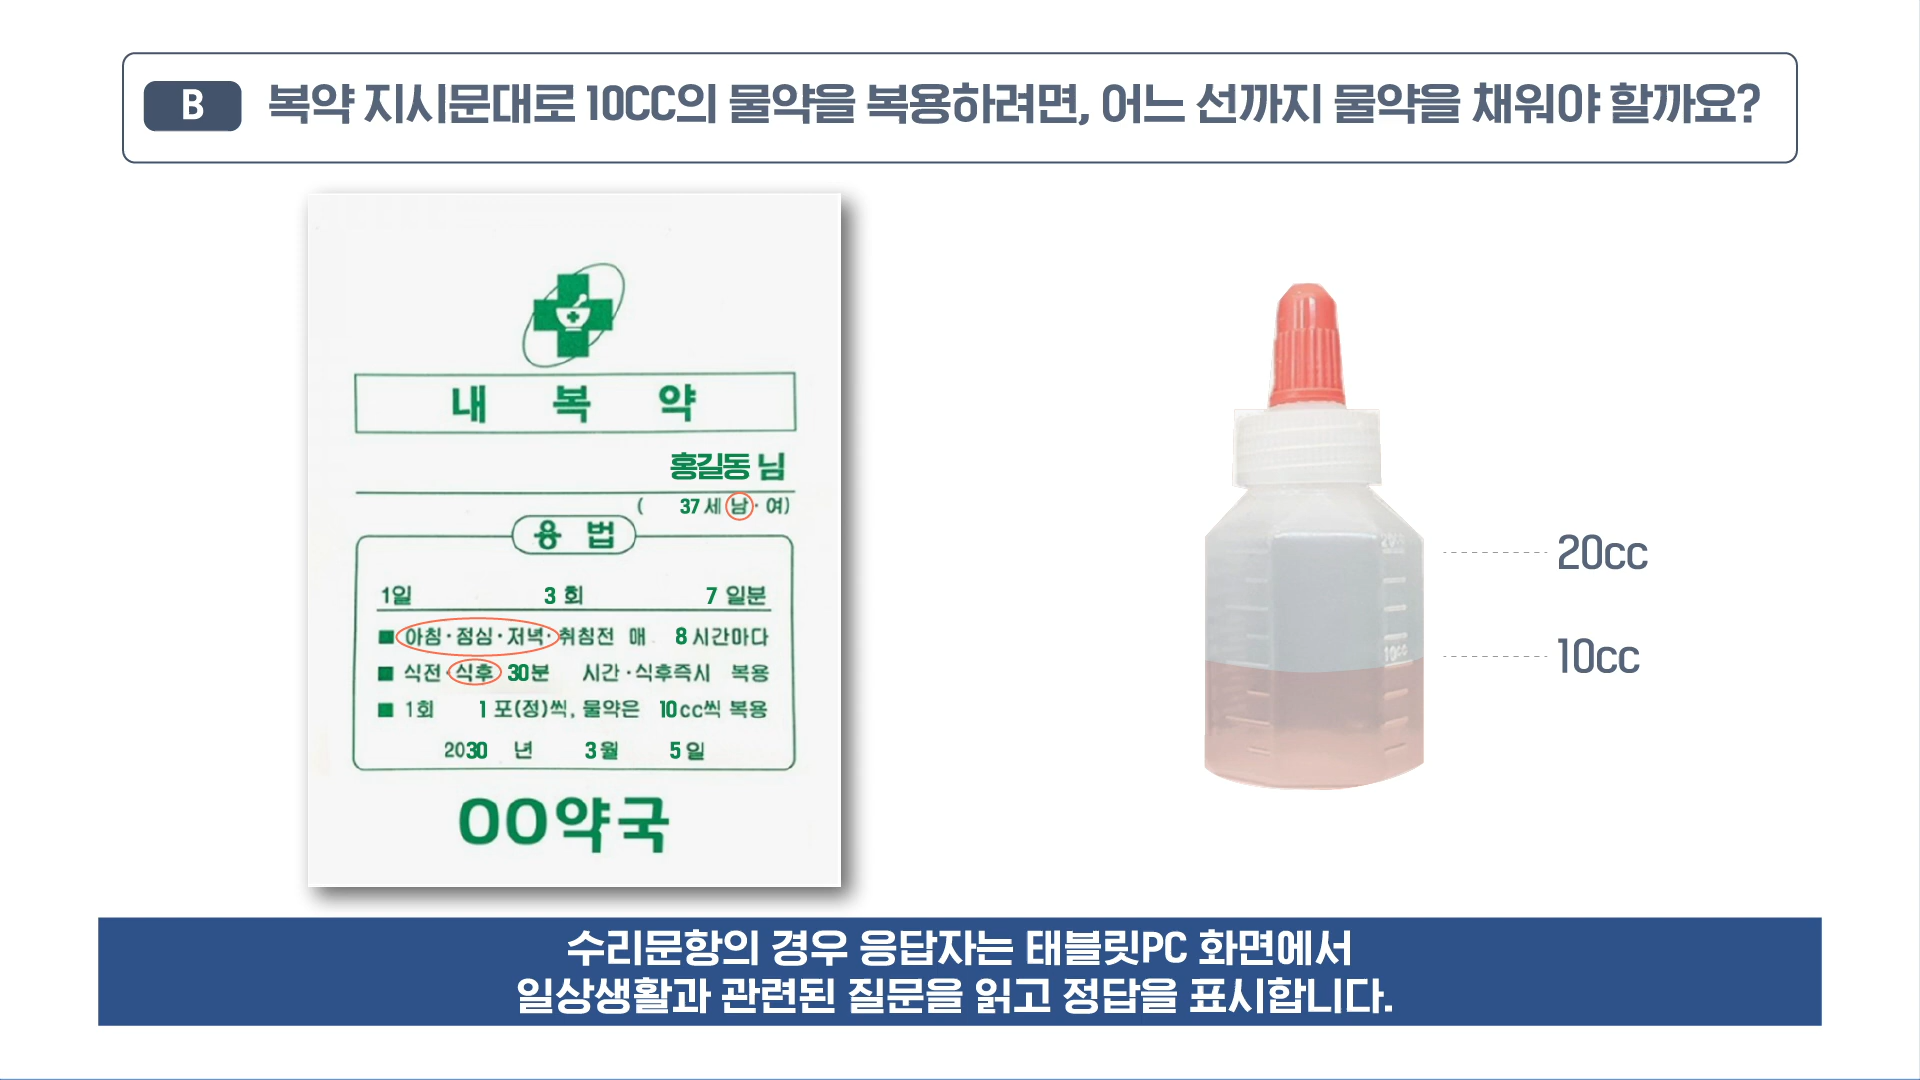 B 복약 지시문대로 10CC의 물약을 복용하려면, 어느 선까지 물약을 채워야 할까요?
내 복 약
홍길동 님
( 37세 남· 여)
용 법
1일 3 회 7 일분
■ 아침·점심·저녁·취침전 매 8 시간마다
■ 식전·식후 30분 시간·식후즉시 복용
■ 1회 1 포(정)씩, 물약은 10cc씩 복용
2030 년 3월 5일
OO약국
20cc
20cc
10cc
10cc
수리문항의 경우 응답자는 태블릿PC 화면에서
일상생활과 관련된 질문을 읽고 정답을 표시합니다.